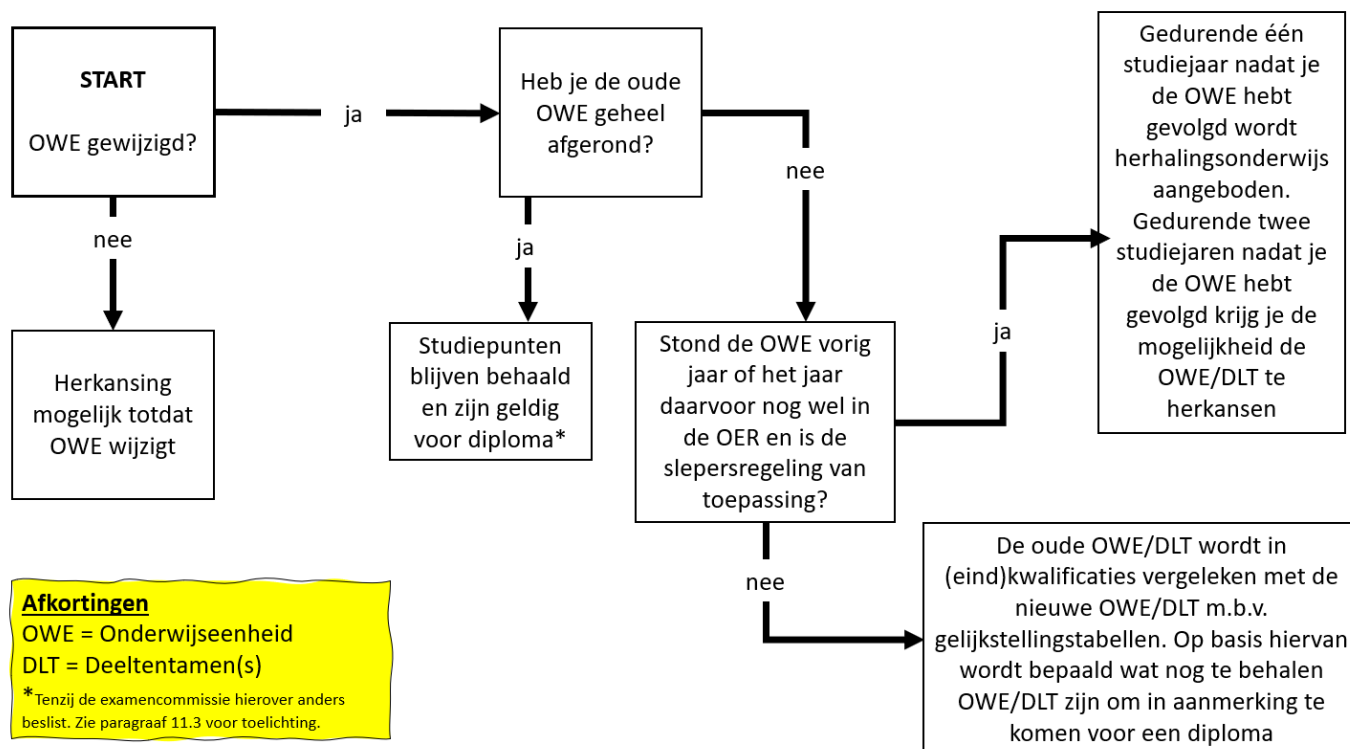 START
OWE gewijzigd?
ja
Heb je de oude
OWE geheel
afgerond?
nee
Gedurende één
studiejaar nadat je
de OWE hebt
gevolgd wordt
herhalingsonderwijs
aangeboden.
Gedurende twee
studiejaren nadat je
de OWE hebt
gevolgd krijg je de
mogelijkheid de
OWE/DLT te
herkansen
nee
ja
ja
Herkansing
mogelijk totdat
OWE wijzigt
Studiepunten
blijven behaald
en zijn geldig
voor diploma*
Stond de OWE vorig
jaar of het jaar
daarvoor nog wel in
de OER en is de
slepersregeling van
toepassing?
nee
De oude OWE/DLT wordt in
(eind)kwalificaties vergeleken met de
nieuwe OWE/DLT m.b.v.
gelijkstellingstabellen. Op basis hiervan
wordt bepaald wat nog te behalen
OWE/DLT zijn om in aanmerking te
komen voor een diploma
Afkortingen
OWE = Onderwijseenheid
DLT = Deeltentamen(s)
*Tenzij de examencommissie hierover anders
beslist. Zie paragraaf 11.3 voor toelichting.